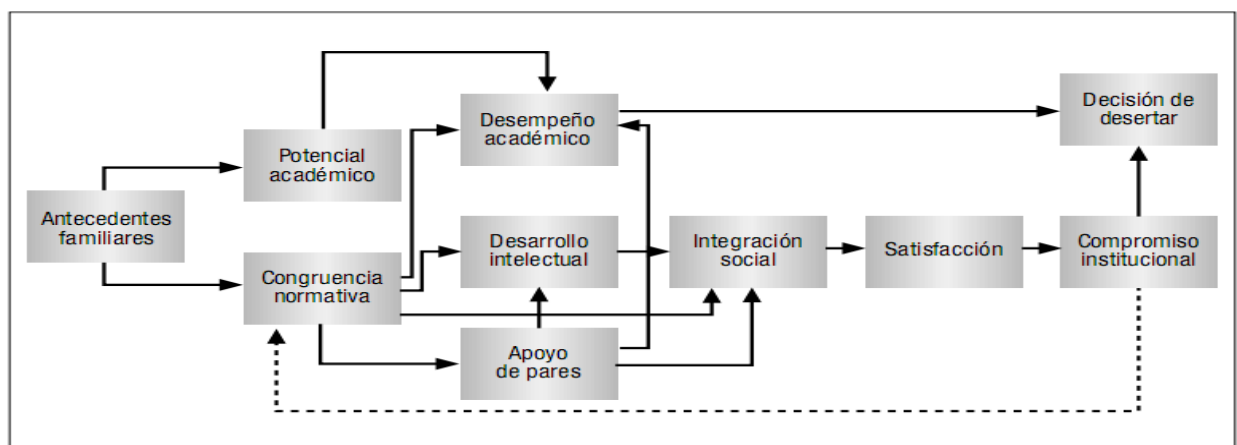 Antecedentes
familiares
Potencial
académico
Congruencia
normativa
Desempeño
académico
Desarrollo
intelectual
Apoyo
de pares
Integración
social
Satisfacción
Decisión de
desertar
Compromiso
institucional